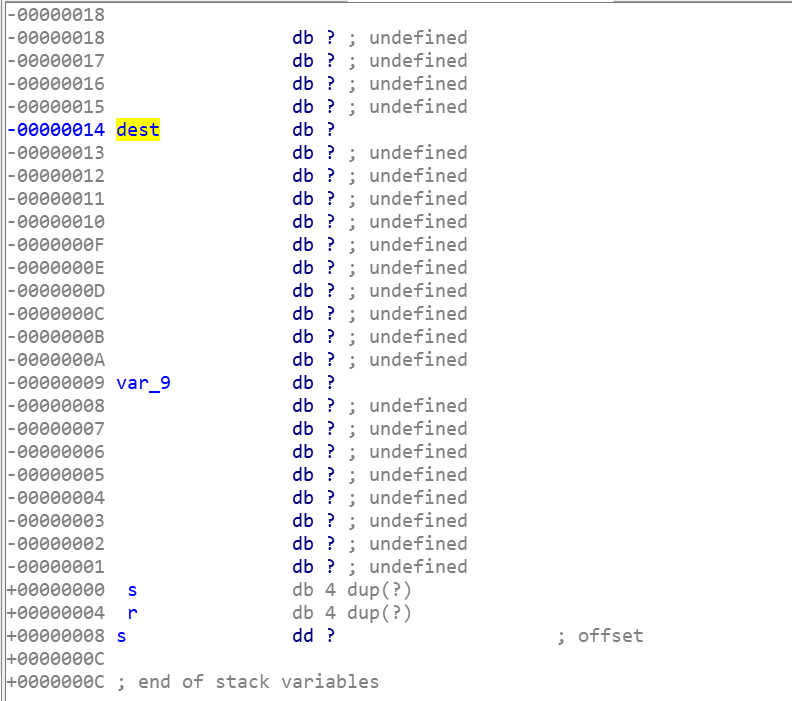 -00000018
-00000018 db ? ; undefined
-00000017 db ? ; undefined
-00000016 db ? ; undefined
-00000015 db ? ; undefined
-00000014 dest db ?
-00000013 db ? ; undefined
-00000012 db ? ; undefined
-00000011 db ? ; undefined
-00000010 db ? ; undefined
-0000000F db ? ; undefined
-0000000E db ? ; undefined
-0000000D db ? ; undefined
-0000000C db ? ; undefined
-0000000B db ? ; undefined
-0000000A db ? ; undefined
-00000009 var_9 db ?
-00000008 db ? ; undefined
-00000007 db ? ; undefined
-00000006 db ? ; undefined
-00000005 db ? ; undefined
-00000004 db ? ; undefined
-00000003 db ? ; undefined
-00000002 db ? ; undefined
-00000001 db ? ; undefined
+00000000 s db 4 dup(?)
+00000004 r db 4 dup(?)
+00000008 s dd ? ; offset
+0000000C
+0000000C ; end of stack variables